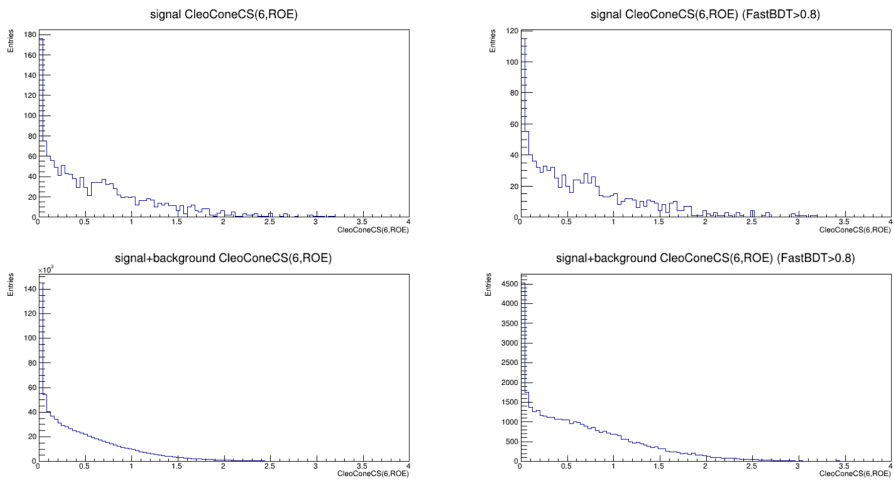 signal CleoConeCS(6,ROE)
Entries
180
160
140
120
100
80
60
40
20
0
0 0.5 1 1.5 2 2.5 3 3.5 4
CleoConeCS(6,ROE)
signal CleoConeCS(6,ROE) (FastBDT>0.8)
Entries
120
100
80
60
40
20
0
0 0.5 1 1.5 2 2.5 3 3.5 4
CleoConeCS(6,ROE)
signal+background CleoConeCS(6,ROE)
Entries
×10³
140
120
100
80
60
40
20
0
0 0.5 1 1.5 2 2.5 3 3.5 4
CleoConeCS(6,ROE)
signal+background CleoConeCS(6,ROE) (FastBDT>0.8)
Entries
4500
4000
3500
3000
2500
2000
1500
1000
500
0
0 0.5 1 1.5 2 2.5 3 3.5 4
CleoConeCS(6,ROE)